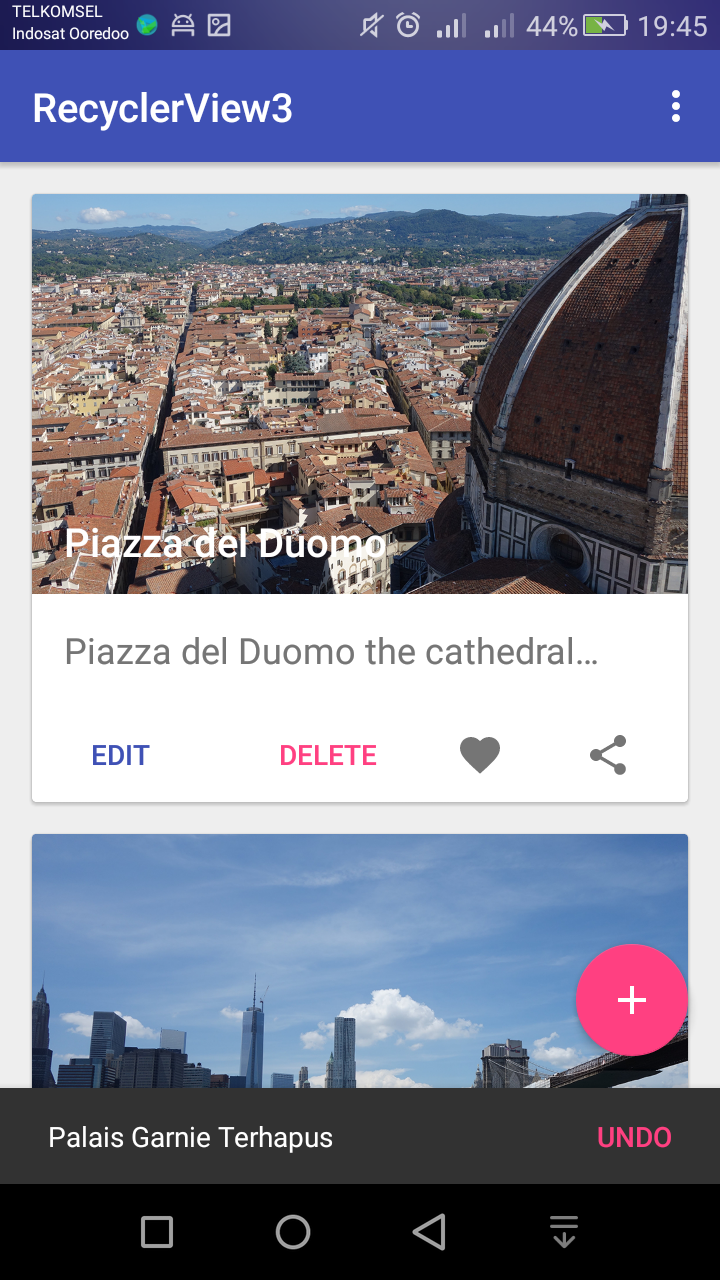 TELKOMSEL
Indosat Ooredoo
44%
19:45
RecyclerView3
Piazza del Duomo
Piazza del Duomo the cathedral...
EDIT
DELETE
Palais Garnie Terhapus
UNDO